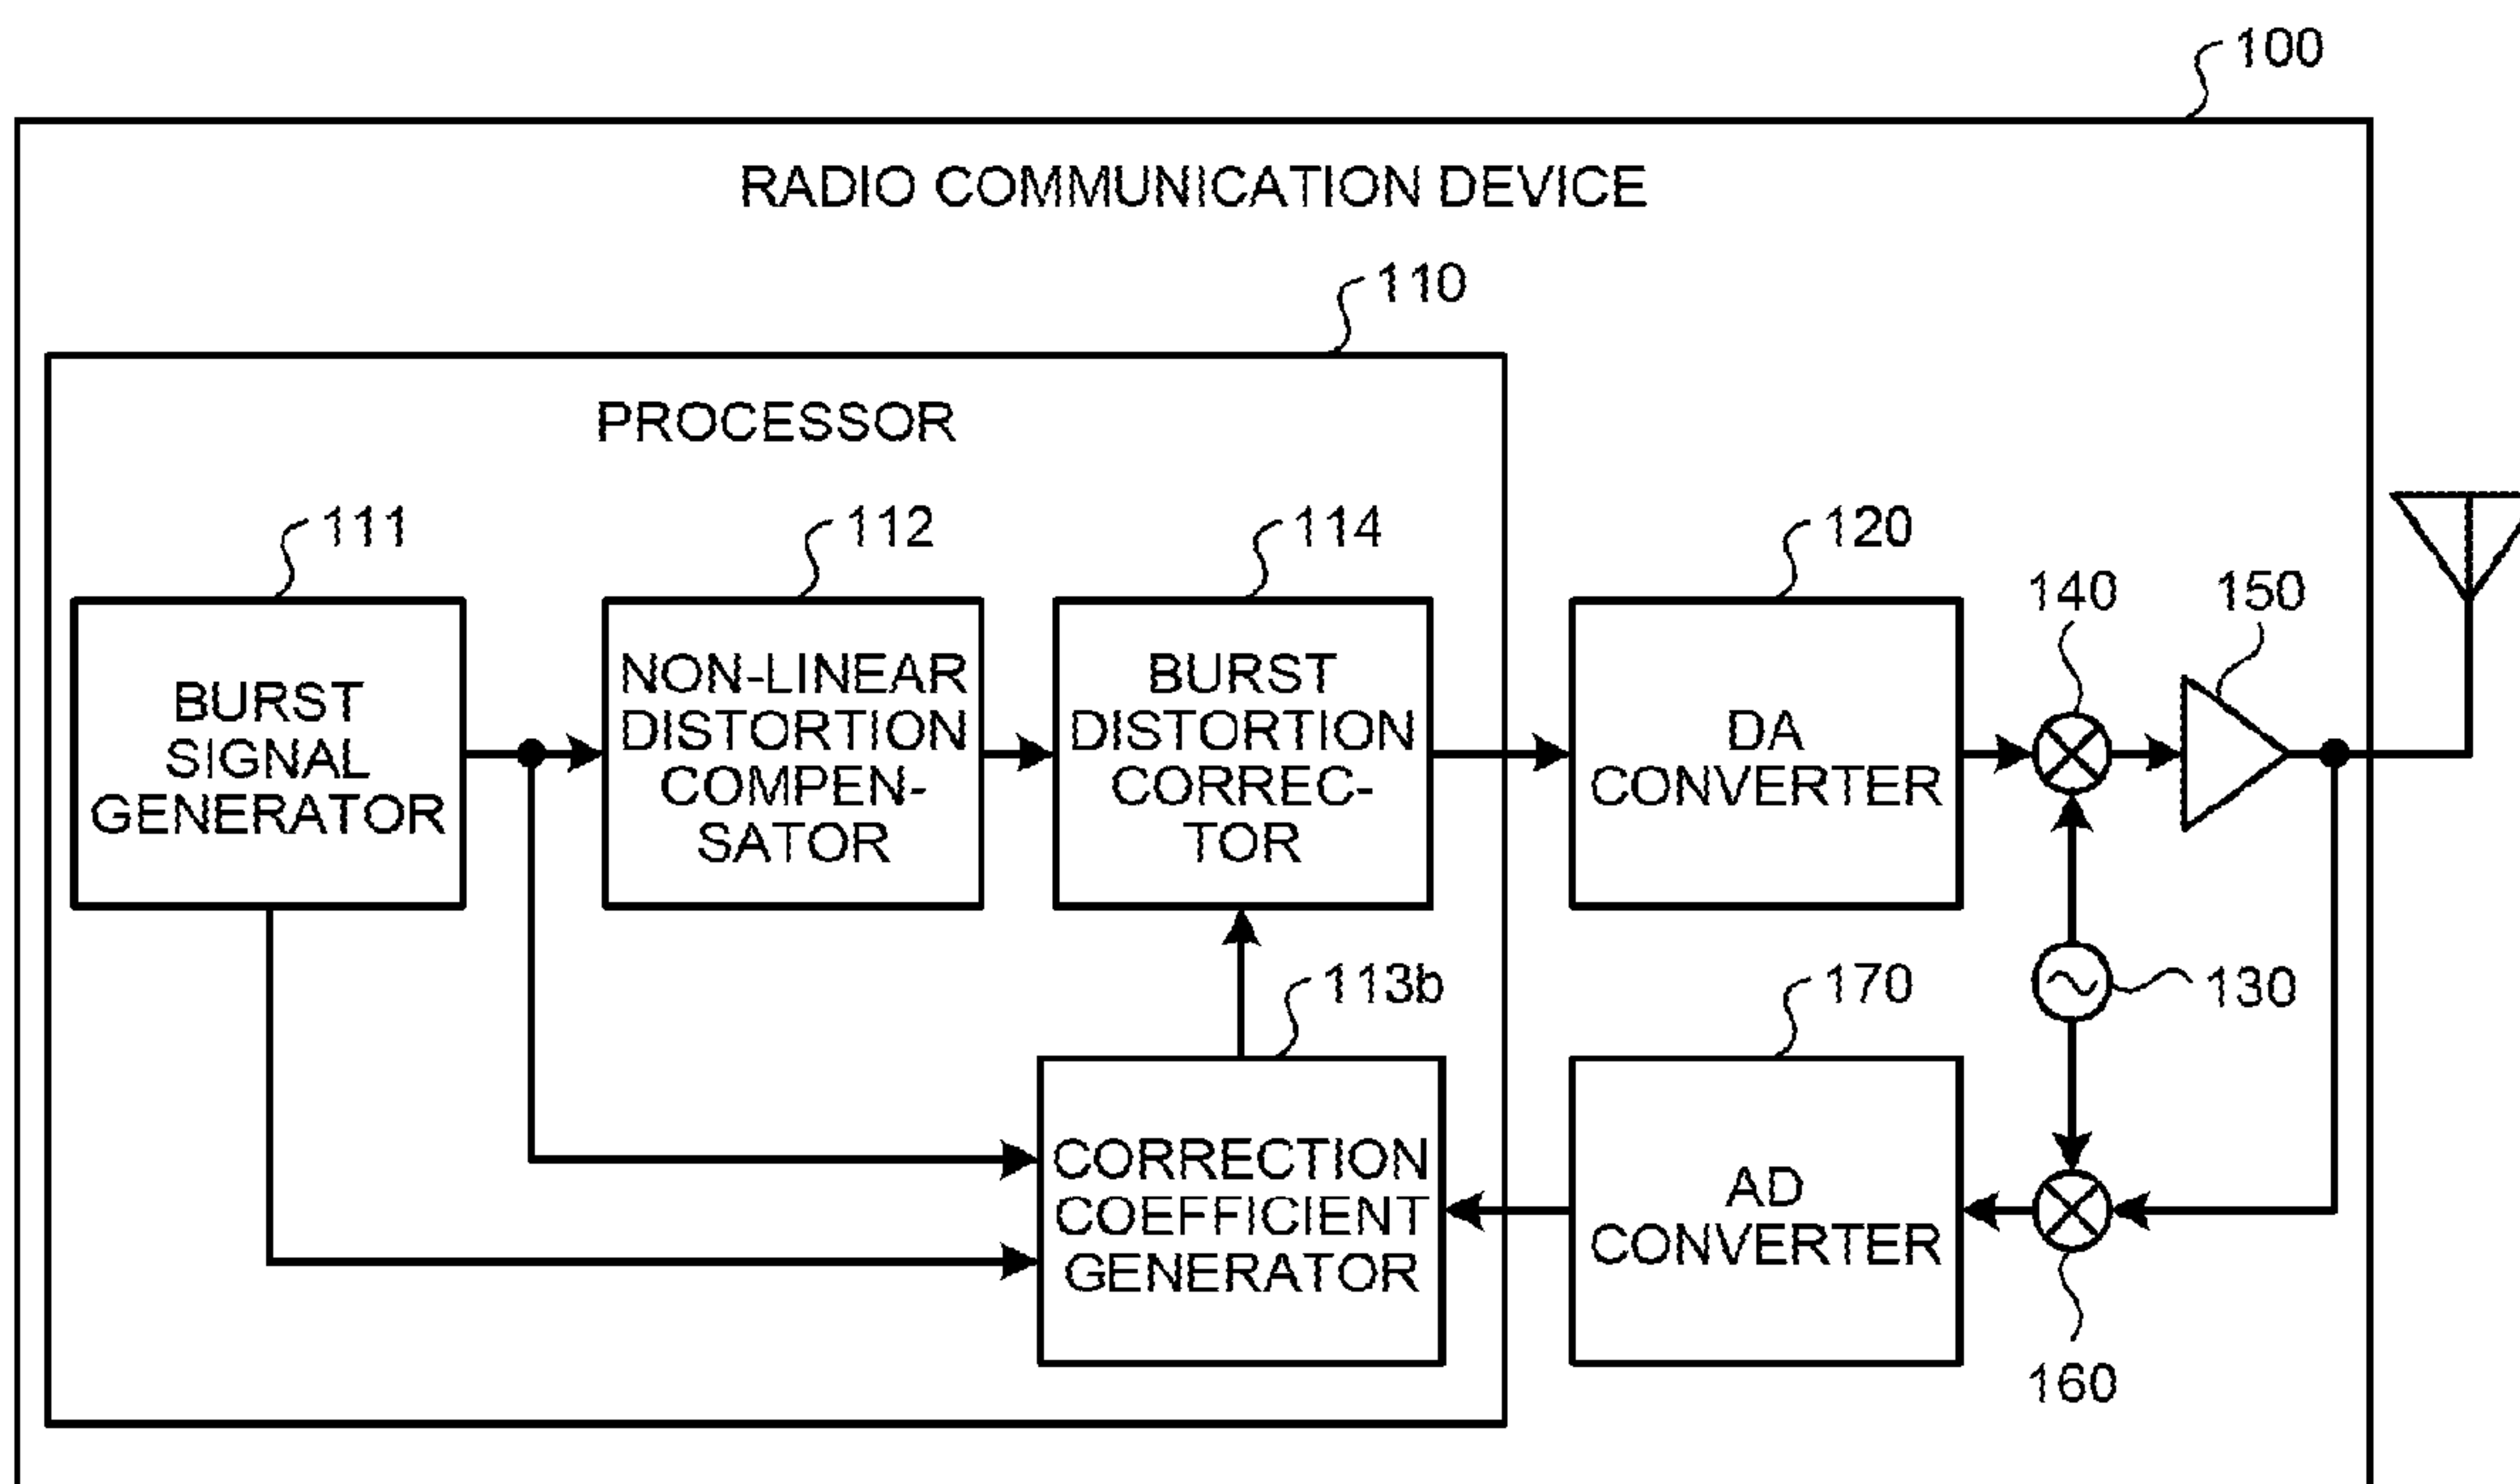 100
RADIO COMMUNICATION DEVICE
110
PROCESSOR
111
112
114
120
140
150
BURST
SIGNAL
GENERATOR
NON-LINEAR
DISTORTION
COMPEN-
SATOR
BURST
DISTORTION
CORREC-
TOR
DA
CONVERTER
113b
170
130
CORRECTION
COEFFICIENT
GENERATOR
AD
CONVERTER
160